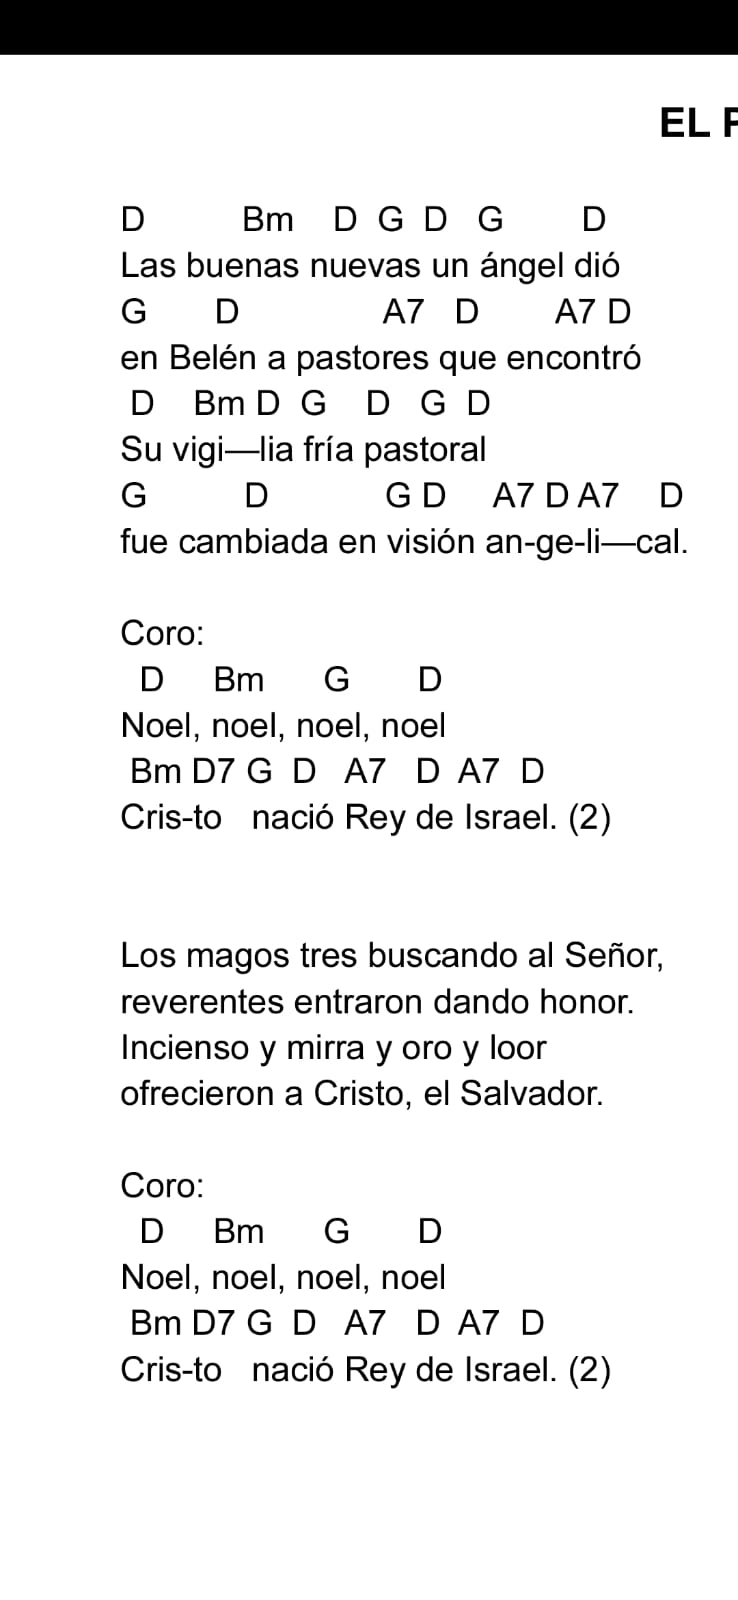 EL
D Bm D G D G D
Las buenas nuevas un ángel dió
G D A7 D A7 D
en Belén a pastores que encontró
D Bm D G D G D
Su vigi—lia fría pastoral
G D G D A7 D A7 D
fue cambiada en visión an-ge-li—cal.
Coro:
D Bm G D
Noel, noel, noel, noel
Bm D7 G D A7 D A7 D
Cris-to nació Rey de Israel. (2)
Los magos tres buscando al Señor,
reverentes entraron dando honor.
Incienso y mirra y oro y loor
ofrecieron a Cristo, el Salvador.
Coro:
D Bm G D
Noel, noel, noel, noel
Bm D7 G D A7 D A7 D
Cris-to nació Rey de Israel. (2)